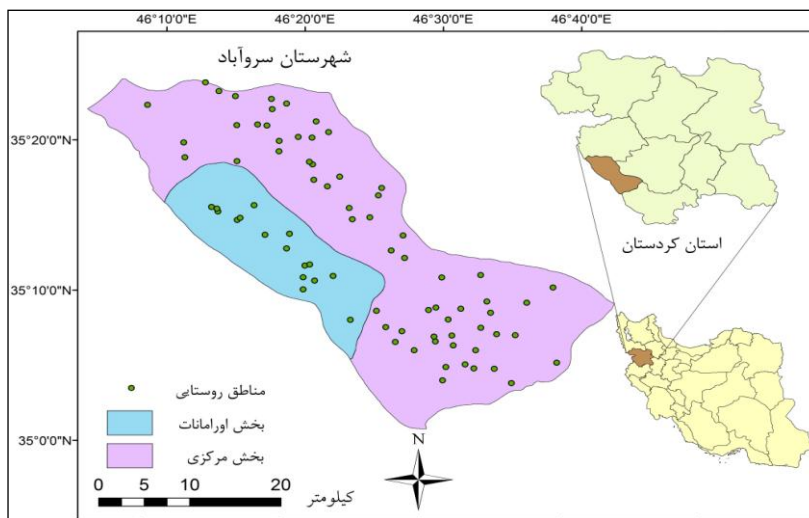 46°10'0"E 46°20'0"E 46°30'0"E 46°40'0"E
شهرستان سروآباد
35°20'0"N
استان کردستان
35°10'0"N
مناطق روستایی
بخش اورامانات
35°0'0"N
بخش مرکزی
N
0 5 10 20
کیلومتر